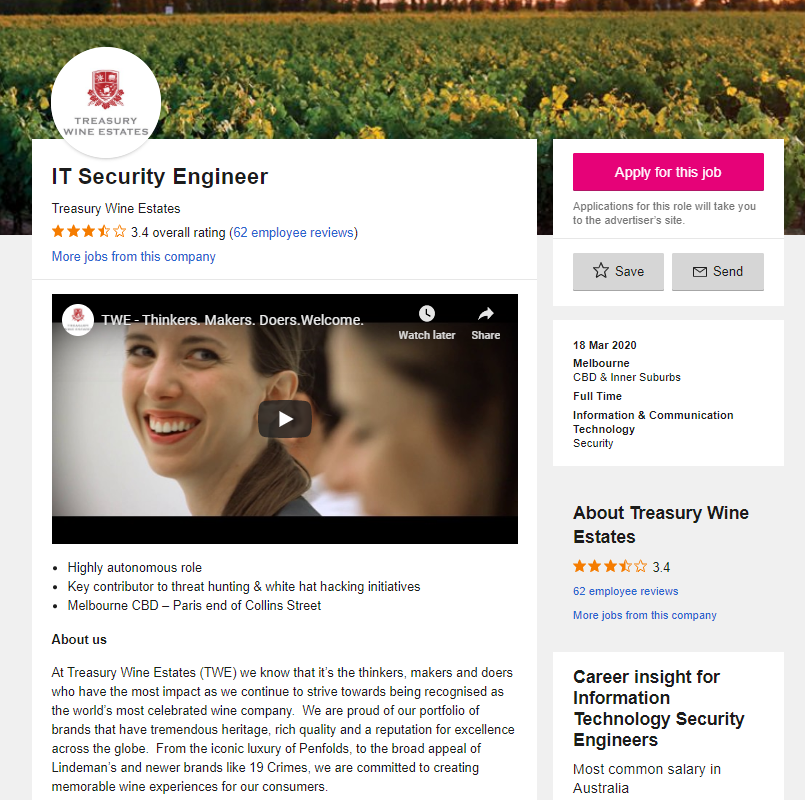 TREASURY
WINE ESTATES
IT Security Engineer
Treasury Wine Estates
3.4 overall rating (62 employee reviews)
More jobs from this company
TWE - Thinkers. Makers. Doers.Welcome.
Watch later
Share
• Highly autonomous role
• Key contributor to threat hunting & white hat hacking initiatives
• Melbourne CBD – Paris end of Collins Street
About us
At Treasury Wine Estates (TWE) we know that it's the thinkers, makers and doers
who have the most impact as we continue to strive towards being recognised as
the world's most celebrated wine company.  We are proud of our portfolio of
brands that have tremendous heritage, rich quality and a reputation for excellence
across the globe.  From the iconic luxury of Penfolds, to the broad appeal of
Lindeman's and newer brands like 19 Crimes, we are committed to creating
memorable wine experiences for our consumers.
Apply for this job
Applications for this role will take you
to the advertiser's site.
Save
Send
18 Mar 2020
Melbourne
CBD & Inner Suburbs
Full Time
Information & Communication
Technology
Security
About Treasury Wine
Estates
3.4
62 employee reviews
More jobs from this company
Career insight for
Information
Technology Security
Engineers
Most common salary in
Australia